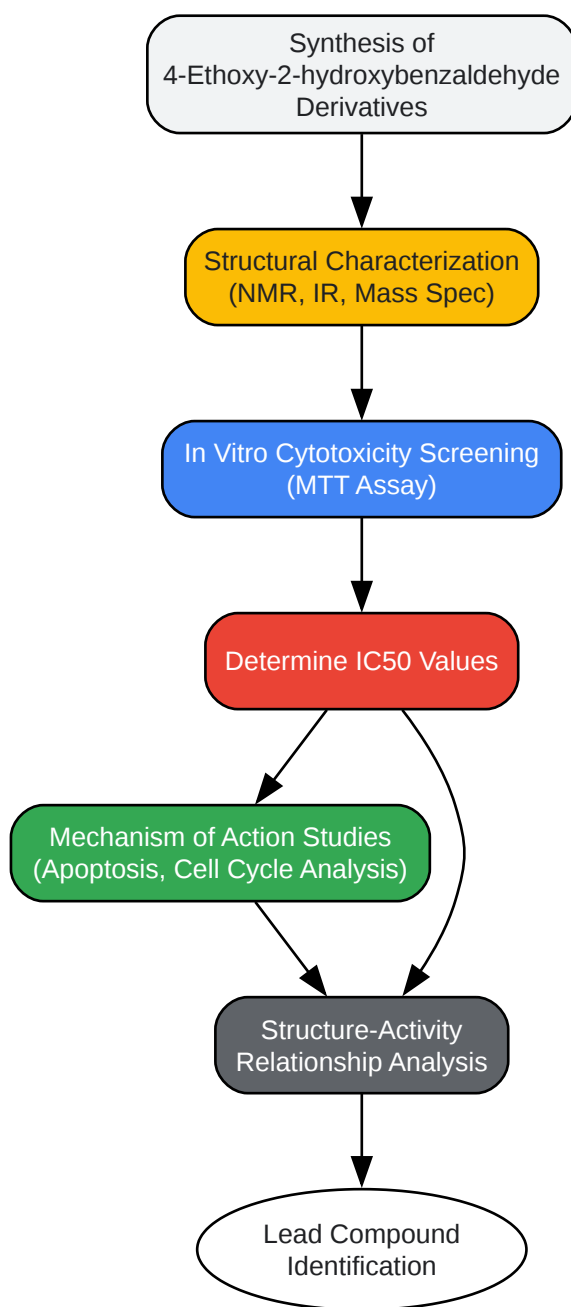 Synthesis of
4-Ethoxy-2-hydroxybenzaldehyde
Derivatives
Structural Characterization
(NMR, IR, Mass Spec)
In Vitro Cytotoxicity Screening
(MTT Assay)
Determine IC50 Values
Mechanism of Action Studies
(Apoptosis, Cell Cycle Analysis)
Structure-Activity
Relationship Analysis
Lead Compound
Identification